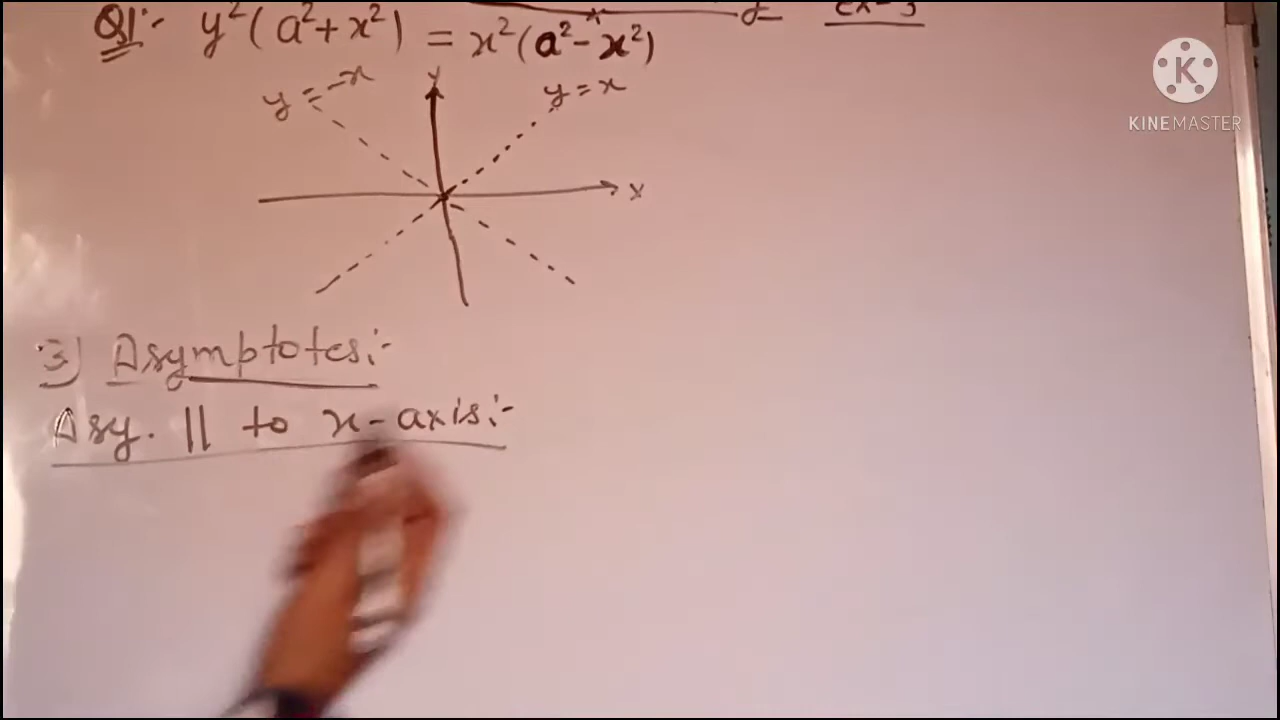 Q1:- y²(a²+x²) = x²(a²-x²)
y=-x
y
y=x
x
3) Asymptotes:-
Asy. || to x-axis:-
K
KINEMASTER